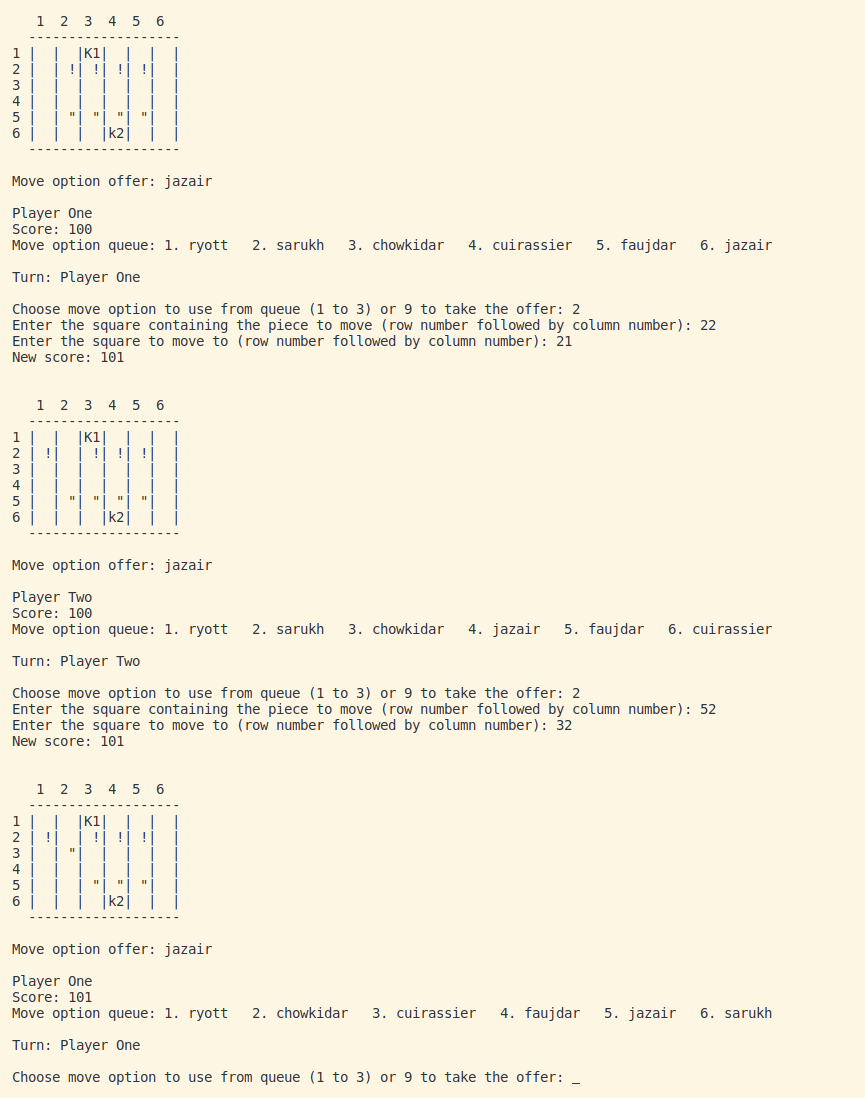 1  2  3  4  5  6
  -------------------
1 |  |  |K1|  |  |  |
2 |  | !| !| !| !|  |
3 |  |  |  |  |  |  |
4 |  |  |  |  |  |  |
5 |  | "| "| "| "|  |
6 |  |  |  |k2|  |  |
  -------------------

Move option offer: jazair

Player One
Score: 100
Move option queue: 1. ryott   2. sarukh   3. chowkidar   4. cuirassier   5. faujdar   6. jazair

Turn: Player One

Choose move option to use from queue (1 to 3) or 9 to take the offer: 2
Enter the square containing the piece to move (row number followed by column number): 22
Enter the square to move to (row number followed by column number): 21
New score: 101


   1  2  3  4  5  6
  -------------------
1 |  |  |K1|  |  |  |
2 | !|  | !| !| !|  |
3 |  |  |  |  |  |  |
4 |  |  |  |  |  |  |
5 |  | "| "| "| "|  |
6 |  |  |  |k2|  |  |
  -------------------

Move option offer: jazair

Player Two
Score: 100
Move option queue: 1. ryott   2. sarukh   3. chowkidar   4. jazair   5. faujdar   6. cuirassier

Turn: Player Two

Choose move option to use from queue (1 to 3) or 9 to take the offer: 2
Enter the square containing the piece to move (row number followed by column number): 52
Enter the square to move to (row number followed by column number): 32
New score: 101


   1  2  3  4  5  6
  -------------------
1 |  |  |K1|  |  |  |
2 | !|  | !| !| !|  |
3 |  | "|  |  |  |  |
4 |  |  |  |  |  |  |
5 |  |  | "| "| "|  |
6 |  |  |  |k2|  |  |
  -------------------

Move option offer: jazair

Player One
Score: 101
Move option queue: 1. ryott   2. chowkidar   3. cuirassier   4. faujdar   5. jazair   6. sarukh

Turn: Player One

Choose move option to use from queue (1 to 3) or 9 to take the offer: _